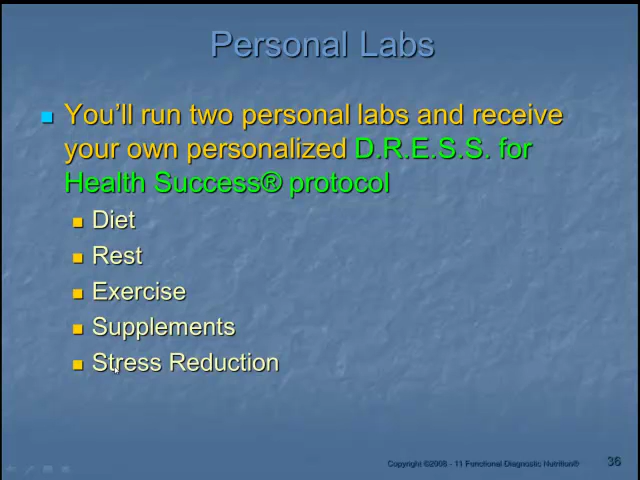 Personal Labs
You'll run two personal labs and receive
your own personalized D.R.E.S.S. for
Health Success® protocol
Diet
Rest
Exercise
Supplements
Stress Reduction
Copyright ©2008 - 11 Functional Diagnostic Nutrition®
36